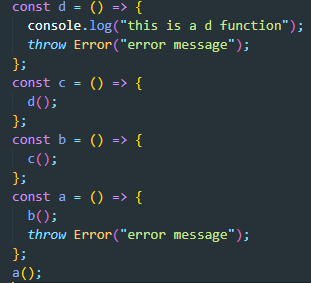 const d = () => {
  console.log("this is a d function");
  throw Error("error message");
};
const c = () => {
  d();
};
const b = () => {
  c();
};
const a = () => {
  b();
  throw Error("error message");
};
a();